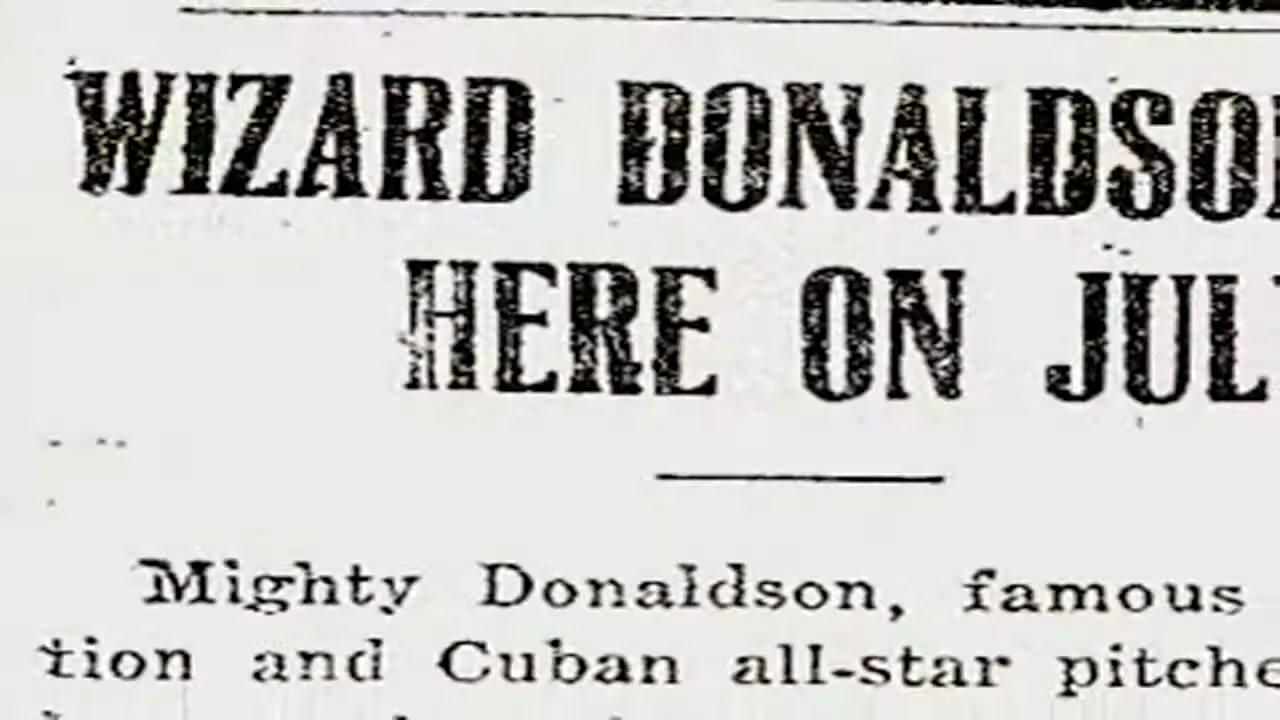 WIZARD DONALDSO
HERE ON JUL
Mighty Donaldson, famous
tion and Cuban all-star pitche